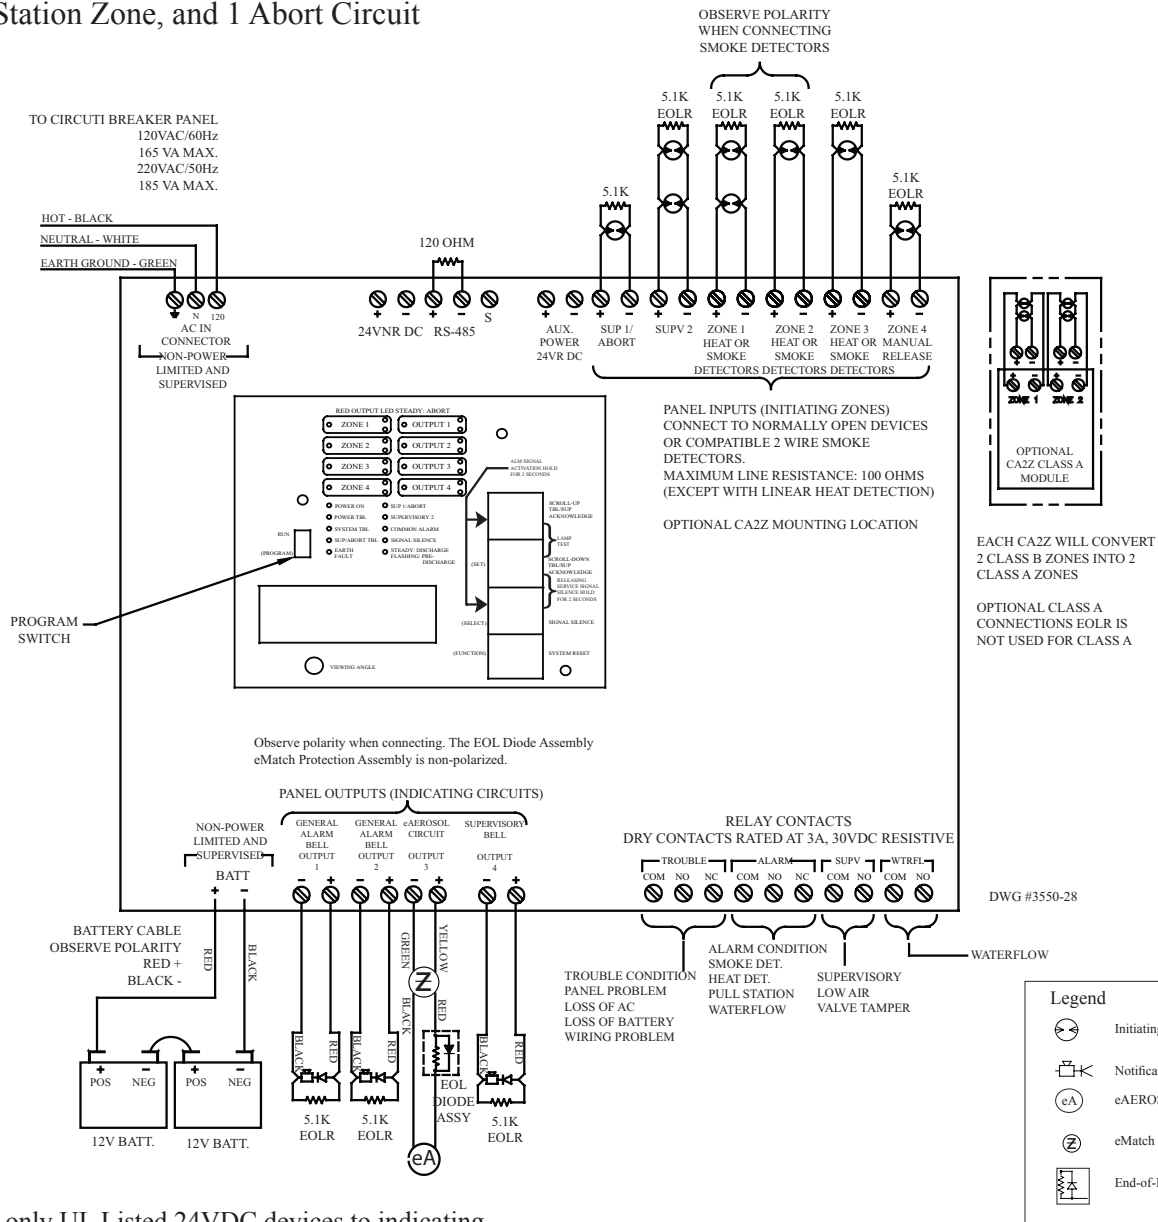 Station Zone, and 1 Abort Circuit
OBSERVE POLARITY
WHEN CONNECTING
SMOKE DETECTORS
5.1K
EOLR
5.1K
EOLR
5.1K
EOLR
5.1K
EOLR
5.1K
5.1K
EOLR
TO CIRCUTI BREAKER PANEL
120VAC/60Hz
165 VA MAX.
220VAC/50Hz
185 VA MAX.
HOT - BLACK
NEUTRAL - WHITE
EARTH GROUND - GREEN
120 OHM
N 120
AC IN
CONNECTOR
NON-POWER
LIMITED AND
SUPERVISED
+ - + - S
24VNR DC RS-485
+ -
AUX.
POWER
24VR DC
+ -
SUP 1/
ABORT
+ -
SUPV 2
+ -
ZONE 1
HEAT OR
SMOKE
DETECTORS
+ -
ZONE 2
HEAT OR
SMOKE
DETECTORS
+ -
ZONE 3
HEAT OR
SMOKE
DETECTORS
+ -
ZONE 4
MANUAL
RELEASE
+ - + -
+ - + -
ZONE 1 ZONE 2
OPTIONAL
CA2Z CLASS A
MODULE
RED OUTPUT LED STEADY: ABORT
ZONE 1 OUTPUT 1
ZONE 2 OUTPUT 2
ZONE 3 OUTPUT 3
ZONE 4 OUTPUT 4
POWER ON SUP 1/ABORT
POWER TBL SUPERVISORY 2
SYSTEM TBL COMMON ALARM
SUP/ABORT TBL SIGNAL SILENCE
EARTH
FAULT
STEADY: DISCHARGE
FLASHING: PRE-
DISCHARGE
RUN
(PROGRAM)
ALM SIGNAL
ACTIVATION HOLD
FOR 2 SECONDS
SCROLL-UP
TBL/SUP
ACKNOWLEDGE
LAMP
TEST
(SET)
SCROLL-DOWN
TBL/SUP
ACKNOWLEDGE
RELEASING
SERVICE SIGNAL
SILENCE HOLD
FOR 2 SECONDS
(SELECT)
SIGNAL SILENCE
(FUNCTION)
SYSTEM RESET
VIEWING ANGLE
PROGRAM
SWITCH
PANEL INPUTS (INITIATING ZONES)
CONNECT TO NORMALLY OPEN DEVICES
OR COMPATIBLE 2 WIRE SMOKE
DETECTORS.
MAXIMUM LINE RESISTANCE: 100 OHMS
(EXCEPT WITH LINEAR HEAT DETECTION)
OPTIONAL CA2Z MOUNTING LOCATION
EACH CA2Z WILL CONVERT
2 CLASS B ZONES INTO 2
CLASS A ZONES
OPTIONAL CLASS A
CONNECTIONS EOLR IS
NOT USED FOR CLASS A
Observe polarity when connecting. The EOL Diode Assembly
eMatch Protection Assembly is non-polarized.
PANEL OUTPUTS (INDICATING CIRCUITS)
NON-POWER
LIMITED AND
SUPERVISED
BATT
+ -
GENERAL
ALARM
BELL
OUTPUT
1
- +
GENERAL
ALARM
BELL
OUTPUT
2
- +
eAEROSOL
CIRCUIT
OUTPUT
3
- +
SUPERVISORY
BELL
OUTPUT
4
- +
RELAY CONTACTS
DRY CONTACTS RATED AT 3A, 30VDC RESISTIVE
TROUBLE ALARM SUPV WTRFL
COM NO NC COM NO NC COM NO COM NO
DWG #3550-28
BATTERY CABLE
OBSERVE POLARITY
RED +
BLACK -
RED
BLACK
GREEN
YELLOW
Z
BLACK
RED
BLACK
RED
BLACK
RED
BLACK
RED
+ - + -
POS NEG POS NEG
12V BATT. 12V BATT.
5.1K
EOLR
5.1K
EOLR
EOL
DIODE
ASSY
5.1K
EOLR
eA
TROUBLE CONDITION
PANEL PROBLEM
LOSS OF AC
LOSS OF BATTERY
WIRING PROBLEM
ALARM CONDITION
SMOKE DET.
HEAT DET.
PULL STATION
WATERFLOW
SUPERVISORY
LOW AIR
VALVE TAMPER
WATERFLOW
Legend
Initiating
Notifica
eA eAEROS
Z eMatch
End-of-
only UL Listed 24VDC devices to indicating